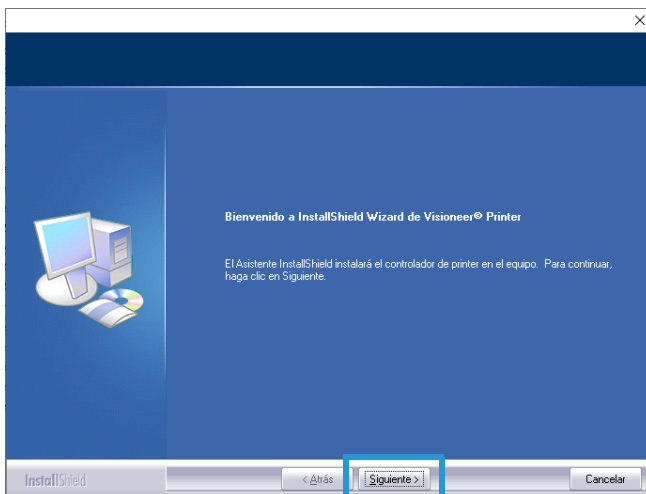 Bienvenido a InstallShield Wizard de Visioneer® Printer
El Asistente InstallShield instalará el controlador de printer en el equipo. Para continuar,
haga clic en Siguiente.
InstallShield
< Atrás
Siguiente >
Cancelar